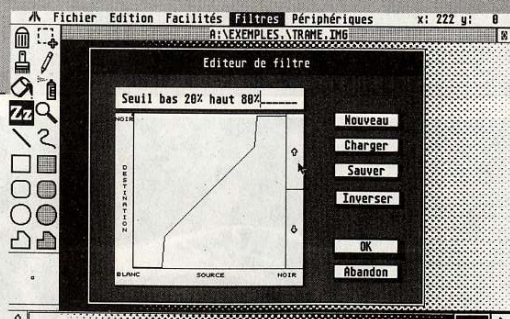 Fichier Edition Facilités Filtres Périphériques x: 222 y: 0
A:\EXEMPLES.\TRAME.IMG
Editeur de filtre
Seuil bas 20% haut 80%
NOIR
DESTINATION
BLANC SOURCE NOIR
Nouveau
Charger
Sauver
Inverser
OK
Abandon
Zz